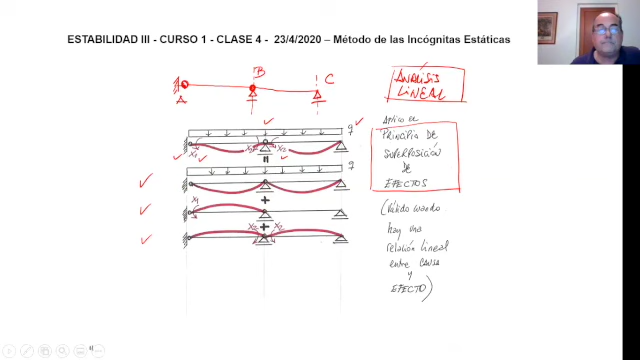 ESTABILIDAD III - CURSO 1 - CLASE 4 - 23/4/2020 – Método de las Incógnitas Estáticas
B
C
A
ANÁLISIS
LINEAL
Aplico el
PRINCIPIO DE
SUPERPOSICIÓN
DE
EFECTOS
(Válido cuando
hay una
relación lineal
entre CAUSA
Y
EFECTO)
q
X1
X2
X2
q
X1
X2
X2